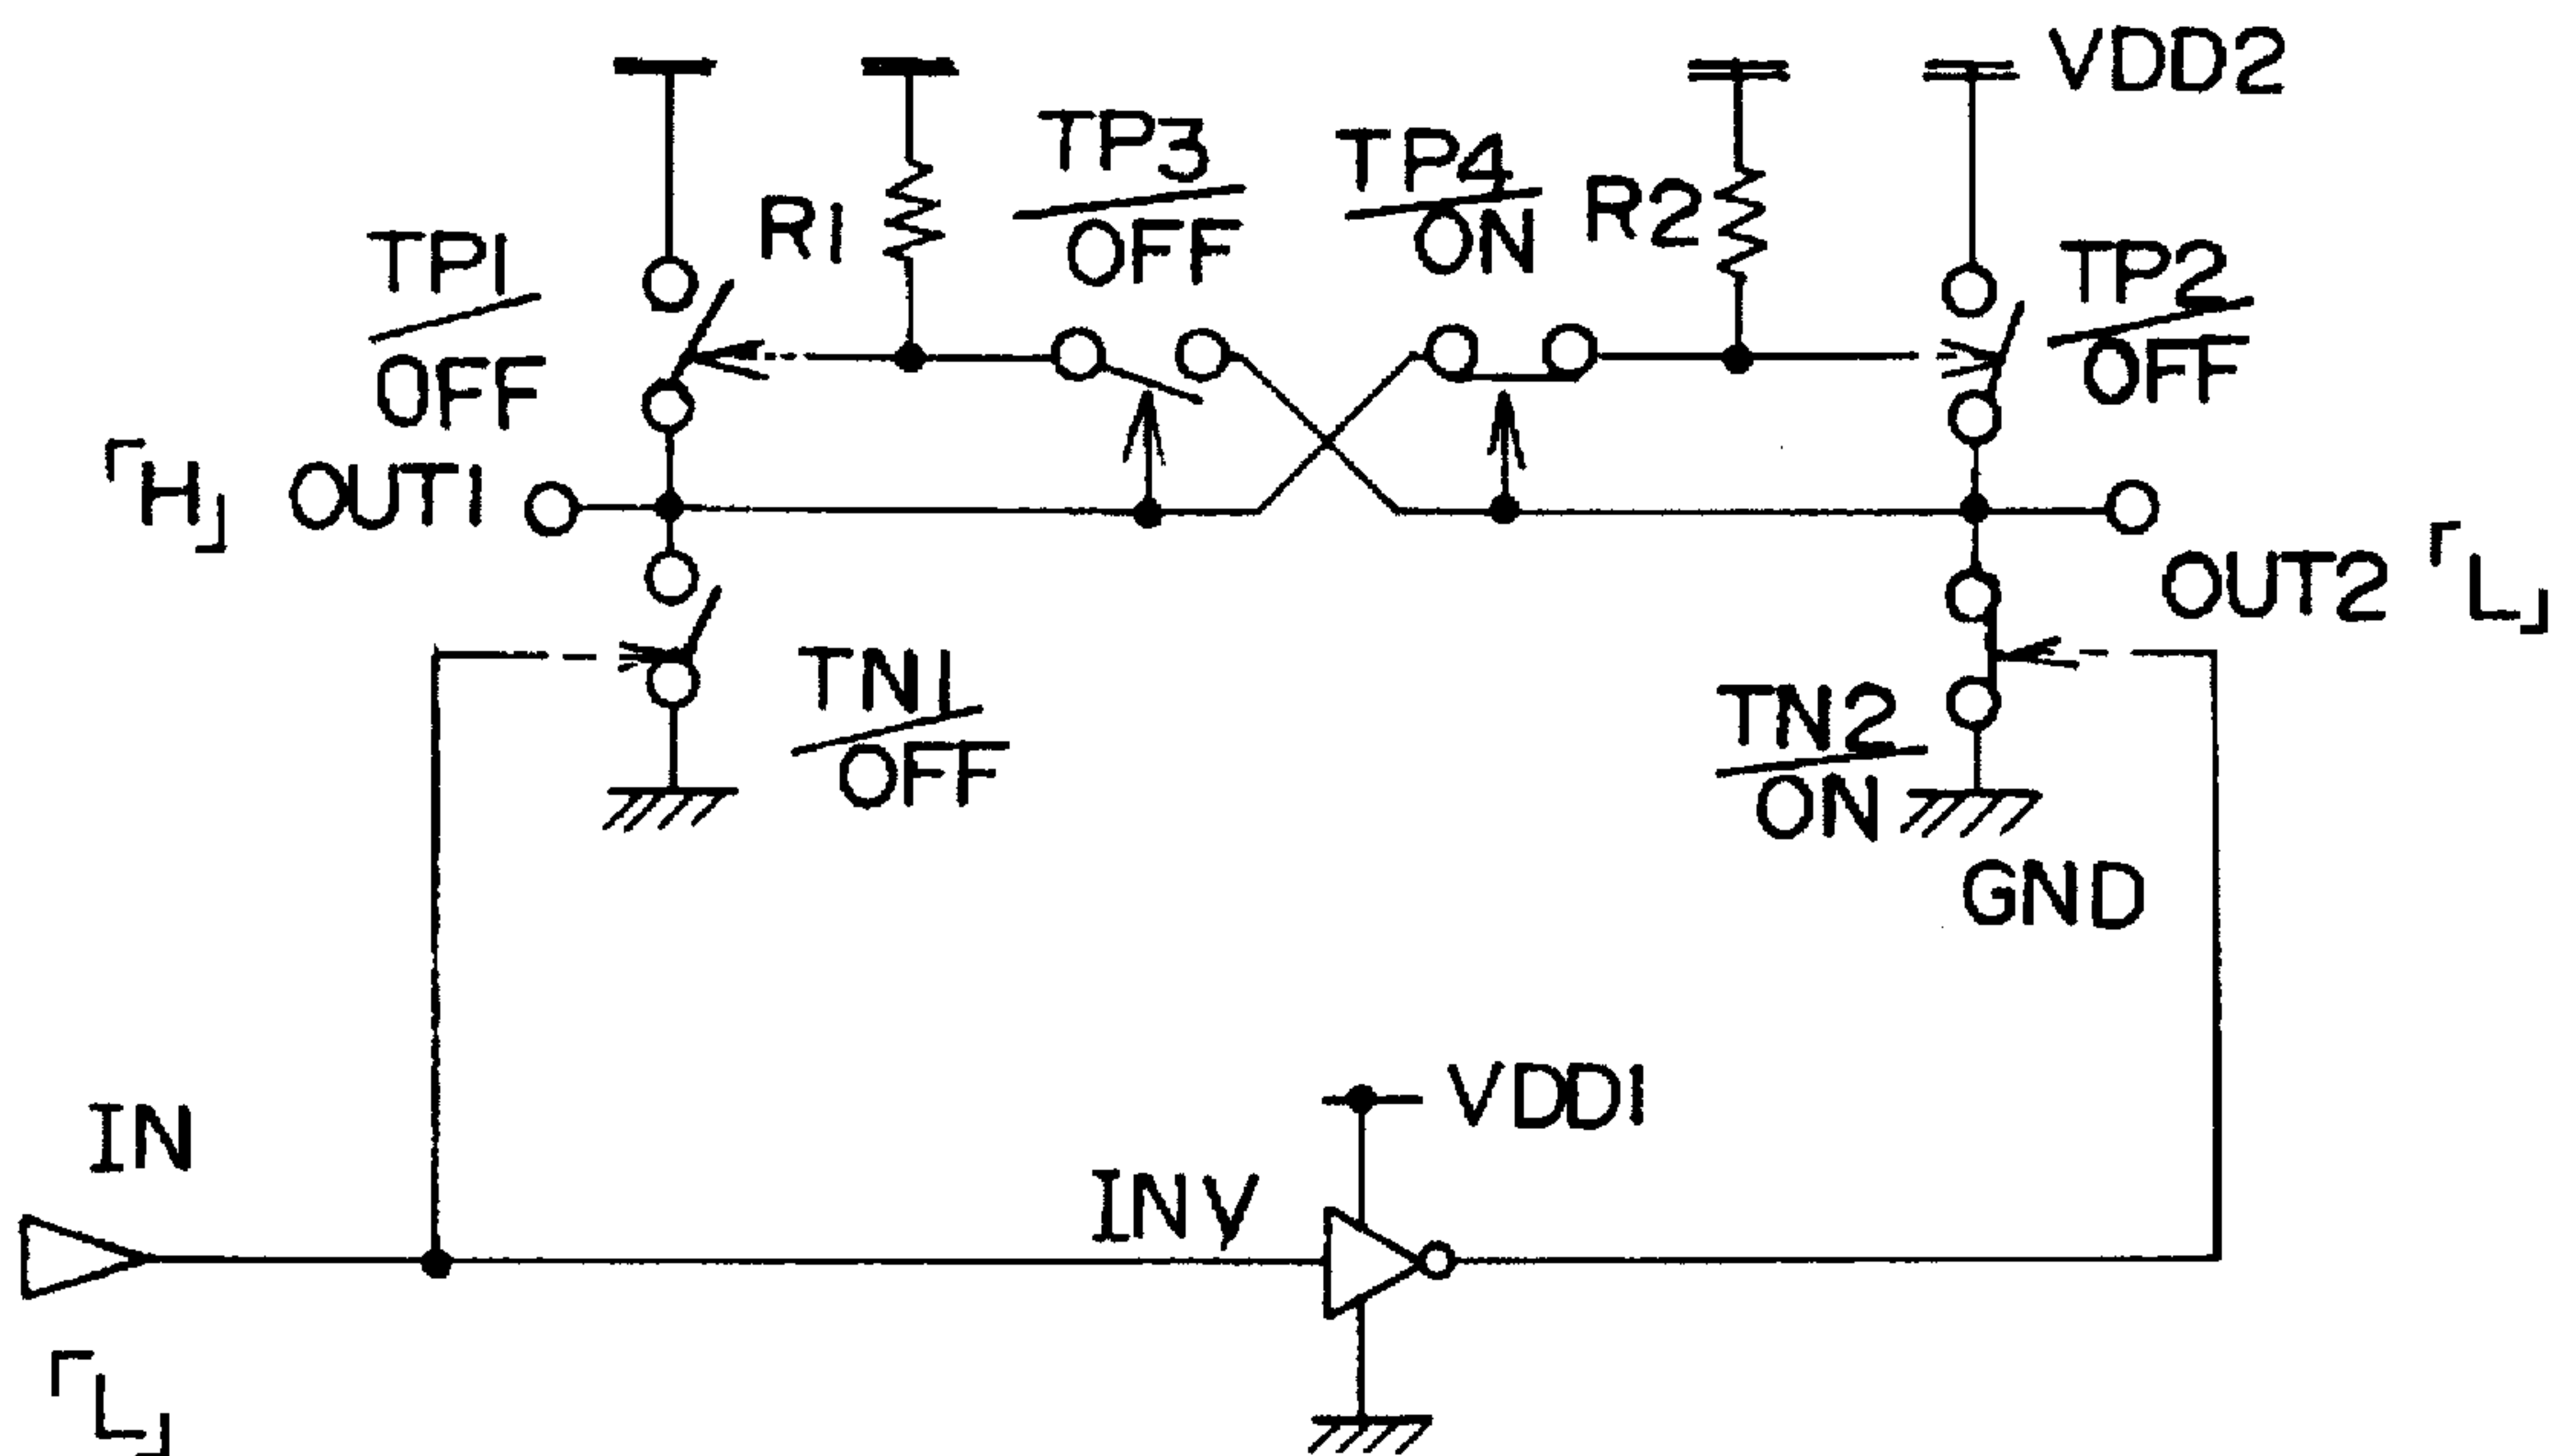 VDD2
TP3
OFF
TP4
ON
R1
R2
TP1
OFF
TP2
OFF
「H」 OUT1
OUT2 「L」
TN1
OFF
TN2
ON
GND
VDD1
IN
INV
「L」